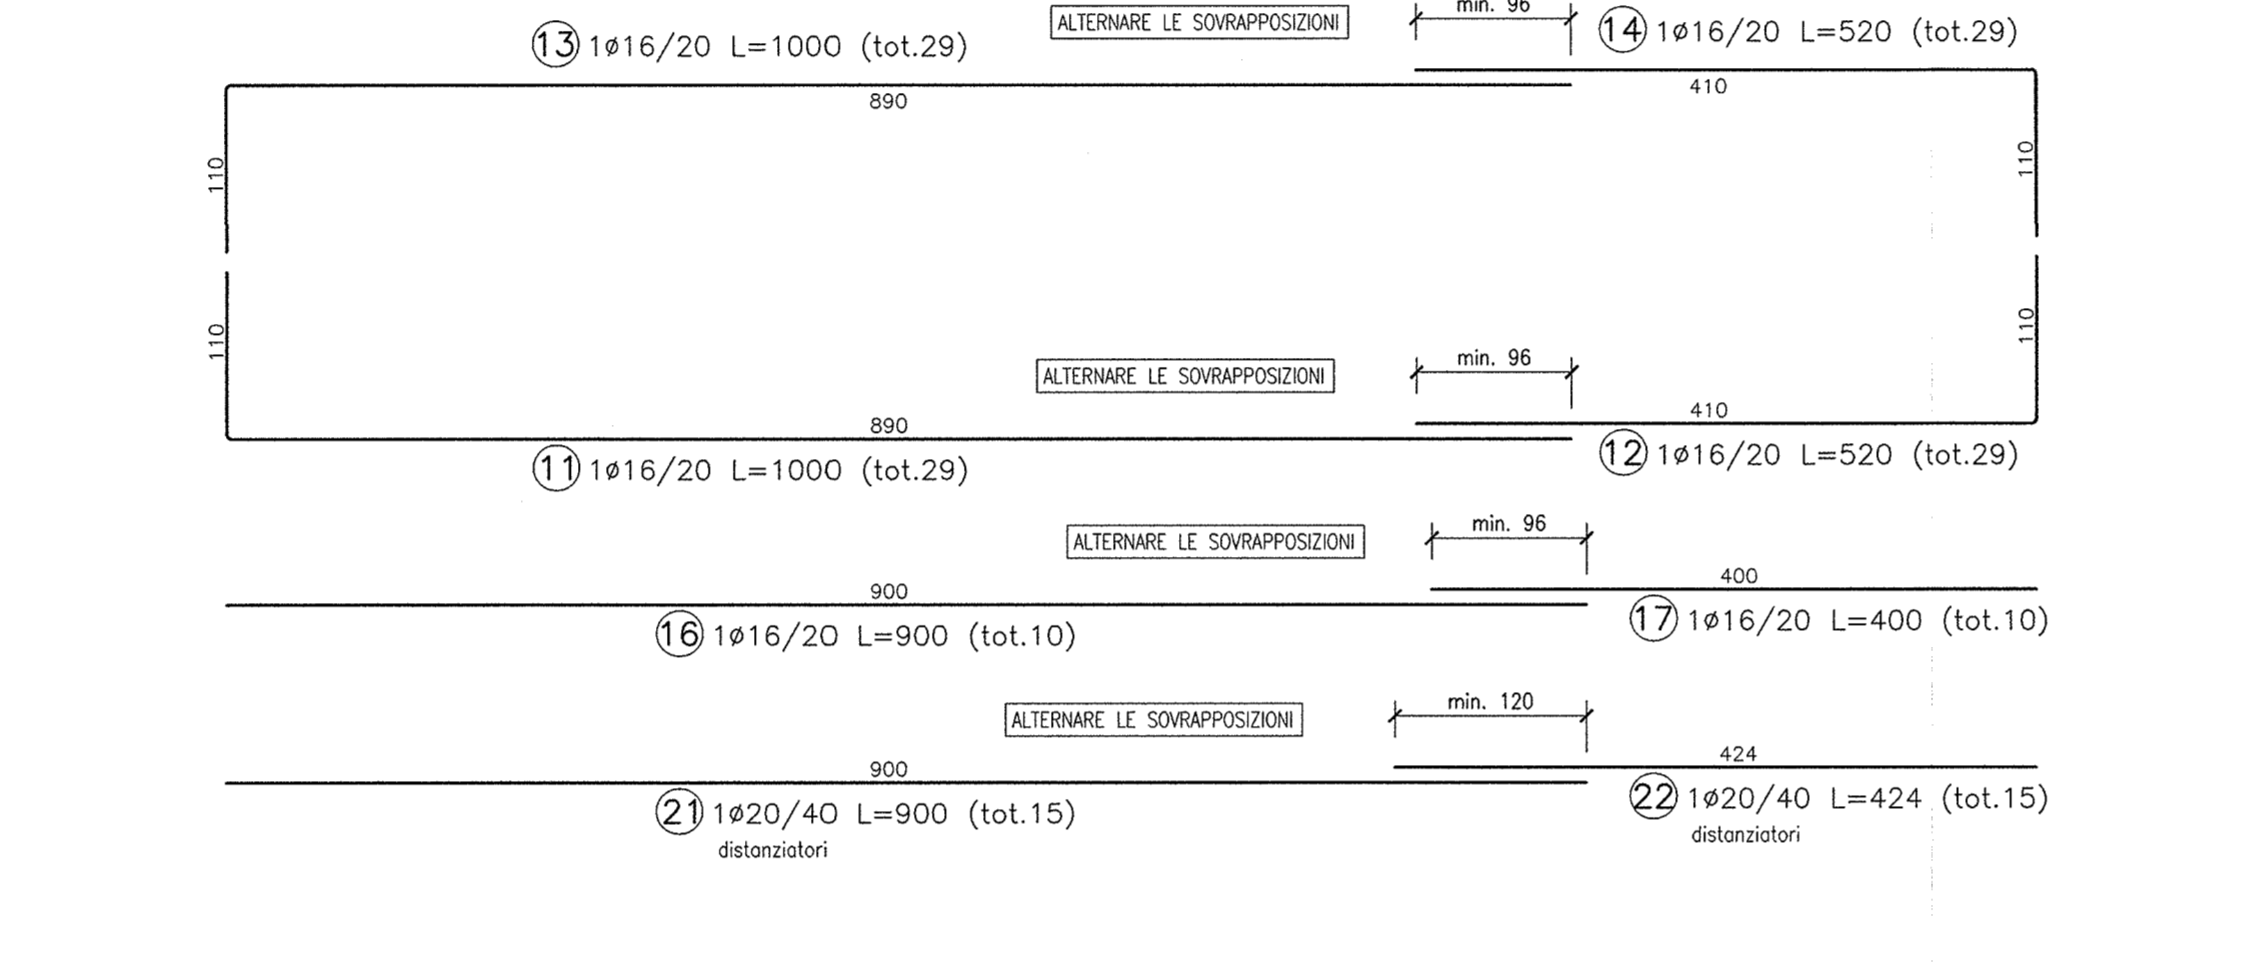 min. 96
ALTERNARE LE SOVRAPPOSIZIONI
13 1ø16/20 L=1000 (tot.29)
14 1ø16/20 L=520 (tot.29)
890
410
110
110
110
110
ALTERNARE LE SOVRAPPOSIZIONI
min. 96
890
410
11 1ø16/20 L=1000 (tot.29)
12 1ø16/20 L=520 (tot.29)
ALTERNARE LE SOVRAPPOSIZIONI
min. 96
900
400
16 1ø16/20 L=900 (tot.10)
17 1ø16/20 L=400 (tot.10)
ALTERNARE LE SOVRAPPOSIZIONI
min. 120
900
424
21 1ø20/40 L=900 (tot.15)
distanziatori
22 1ø20/40 L=424 (tot.15)
distanziatori